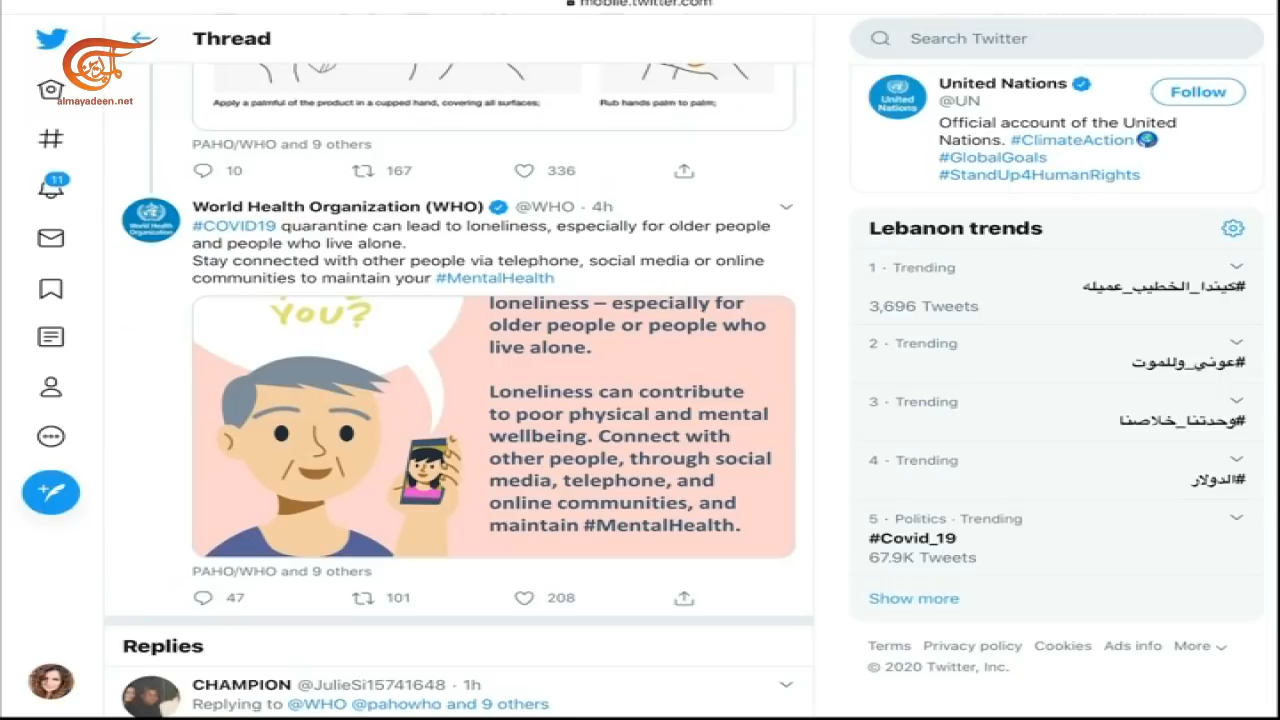 mobile.twitter.com
almayadeen.net
Thread
Apply a palmful of the product in a cupped hand, covering all surfaces;
Rub hands palm to palm;
PAHO/WHO and 9 others
10
167
336
World Health Organization (WHO) @WHO · 4h
#COVID19 quarantine can lead to loneliness, especially for older people
and people who live alone.
Stay connected with other people via telephone, social media or online
communities to maintain your #MentalHealth
YOU?
loneliness – especially for
older people or people who
live alone.
Loneliness can contribute
to poor physical and mental
wellbeing. Connect with
other people, through social
media, telephone, and
online communities, and
maintain #MentalHealth.
World Health
Organization
PAHO/WHO and 9 others
47
101
208
Replies
CHAMPION @JulieSi15741648 · 1h
Replying to @WHO @pahowho and 9 others
11
Search Twitter
United
Nations
United Nations
@UN
Follow
Official account of the United
Nations. #ClimateAction
#GlobalGoals
#StandUp4HumanRights
Lebanon trends
1 · Trending
#كيندا_الخطيب_عميله
3,696 Tweets
2 · Trending
#عوني_وللموت
3 · Trending
#وحدتنا_خلاصنا
4 · Trending
#الدولار
5 · Politics · Trending
#Covid_19
67.9K Tweets
Show more
Terms Privacy policy Cookies Ads info More
© 2020 Twitter, Inc.